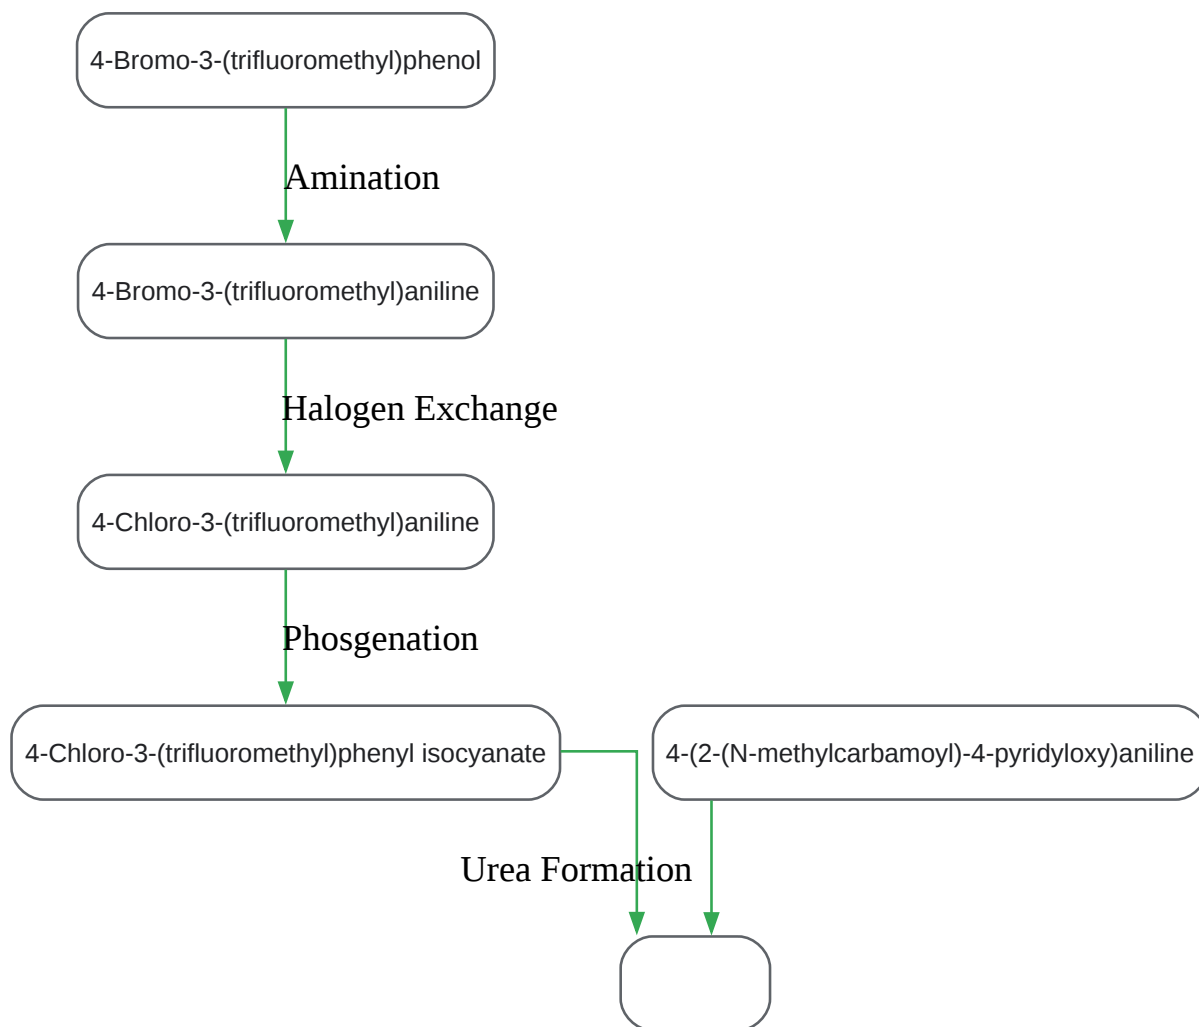 4-Bromo-3-(trifluoromethyl)phenol
Amination
4-Bromo-3-(trifluoromethyl)aniline
Halogen Exchange
4-Chloro-3-(trifluoromethyl)aniline
Phosgenation
4-Chloro-3-(trifluoromethyl)phenyl isocyanate
4-(2-(N-methylcarbamoyl)-4-pyridyloxy)aniline
Urea Formation